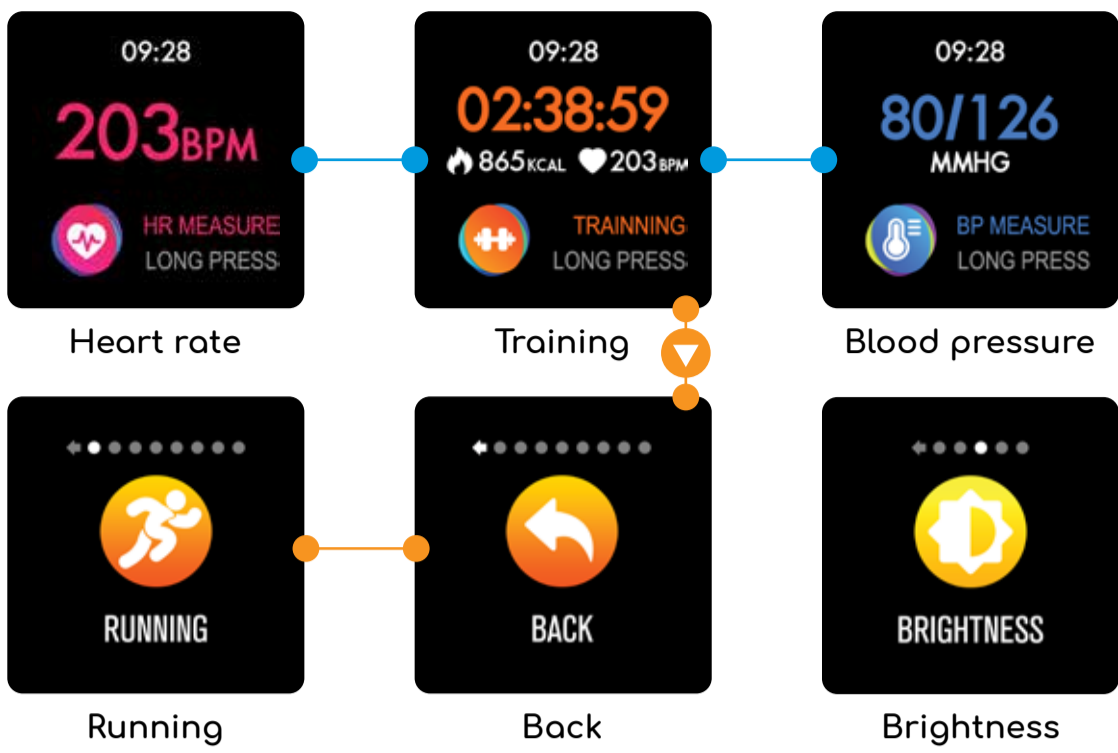 09:28
203BPM
HR MEASURE
LONG PRESS
Heart rate
09:28
02:38:59
865KCAL 203BPM
TRAINNING
LONG PRESS
Training
09:28
80/126
MMHG
BP MEASURE
LONG PRESS
Blood pressure
RUNNING
Running
BACK
Back
BRIGHTNESS
Brightness